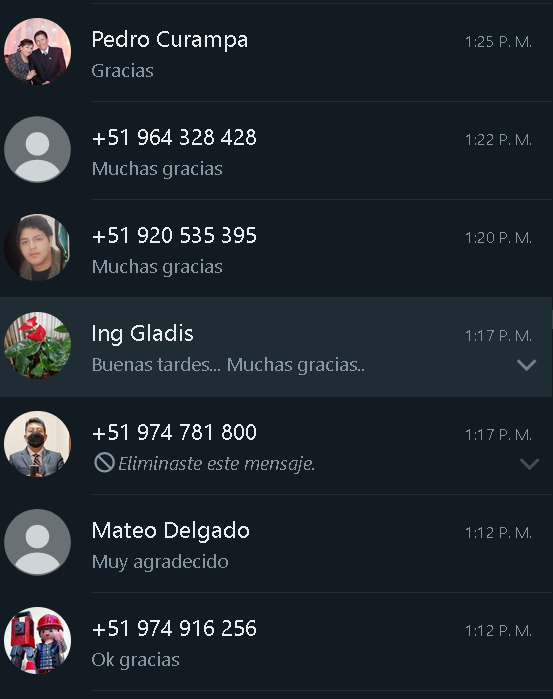 Pedro Curampa
1:25 P. M.
Gracias
+51 964 328 428
1:22 P. M.
Muchas gracias
+51 920 535 395
1:20 P. M.
Muchas gracias
Ing Gladis
1:17 P. M.
Buenas tardes... Muchas gracias..
+51 974 781 800
1:17 P. M.
Eliminaste este mensaje.
Mateo Delgado
1:12 P. M.
Muy agradecido
+51 974 916 256
1:12 P. M.
Ok gracias